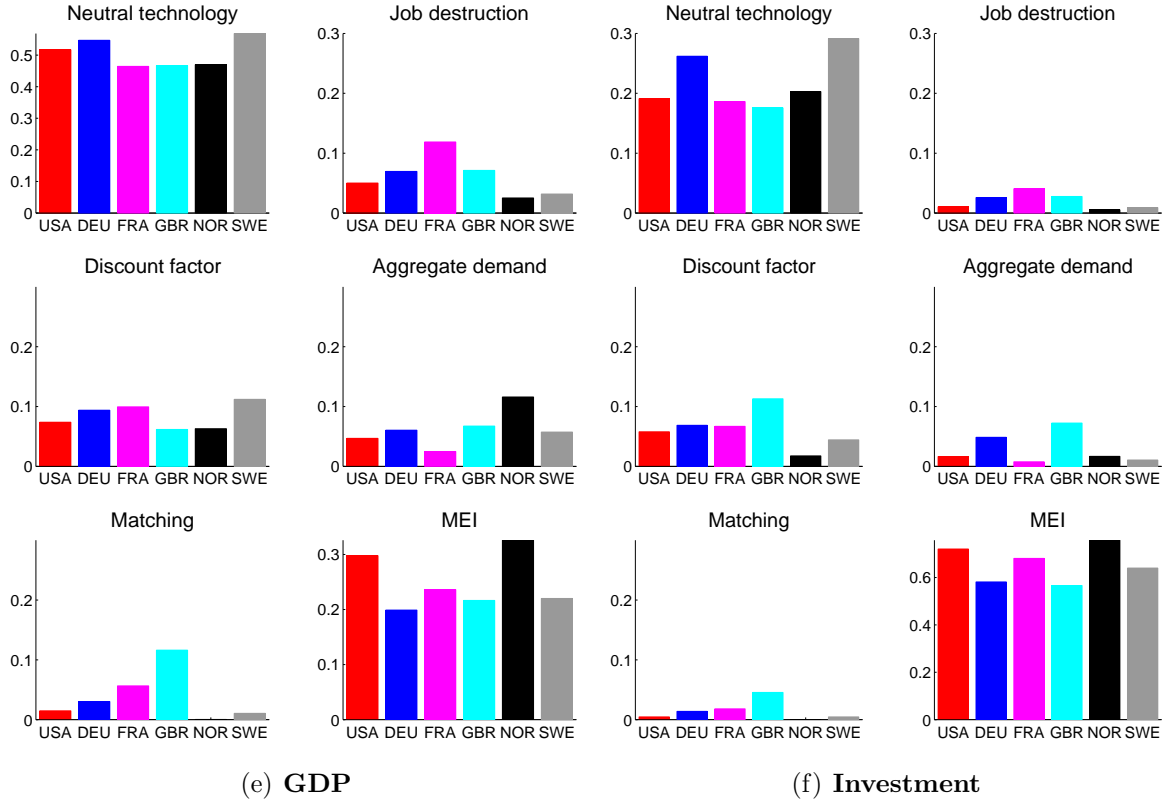 Neutral technology
0.5
0.4
0.3
0.2
0.1
0
USA DEU FRA GBR NOR SWE
Job destruction
0.3
0.2
0.1
0
USA DEU FRA GBR NOR SWE
Neutral technology
0.3
0.2
0.1
0
USA DEU FRA GBR NOR SWE
Job destruction
0.3
0.2
0.1
0
USA DEU FRA GBR NOR SWE
Discount factor
0.2
0.1
0
USA DEU FRA GBR NOR SWE
Aggregate demand
0.2
0.1
0
USA DEU FRA GBR NOR SWE
Discount factor
0.2
0.1
0
USA DEU FRA GBR NOR SWE
Aggregate demand
0.2
0.1
0
USA DEU FRA GBR NOR SWE
Matching
0.2
0.1
0
USA DEU FRA GBR NOR SWE
MEI
0.3
0.2
0.1
0
USA DEU FRA GBR NOR SWE
Matching
0.2
0.1
0
USA DEU FRA GBR NOR SWE
MEI
0.6
0.4
0.2
0
USA DEU FRA GBR NOR SWE
(e) GDP
(f) Investment